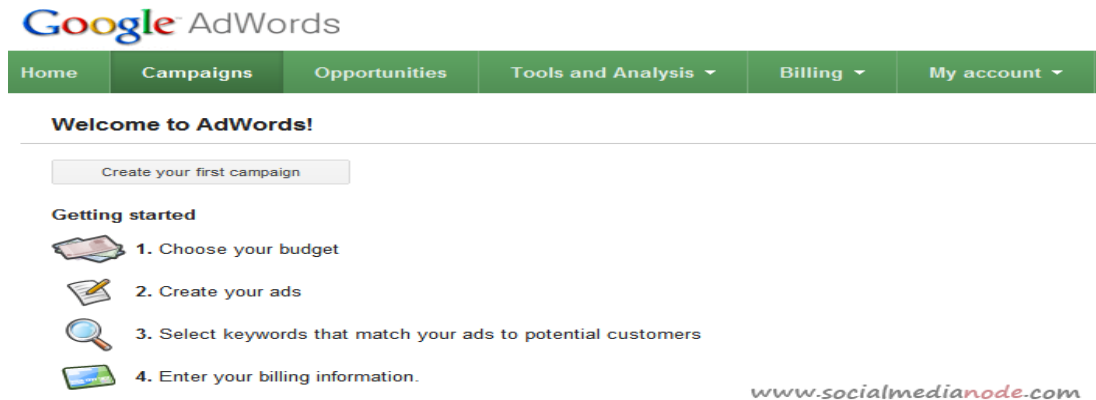 Google AdWords
Home Campaigns Opportunities Tools and Analysis Billing My account
Welcome to AdWords!
Create your first campaign
Getting started
1. Choose your budget
2. Create your ads
3. Select keywords that match your ads to potential customers
4. Enter your billing information.
www.socialmedianode.com